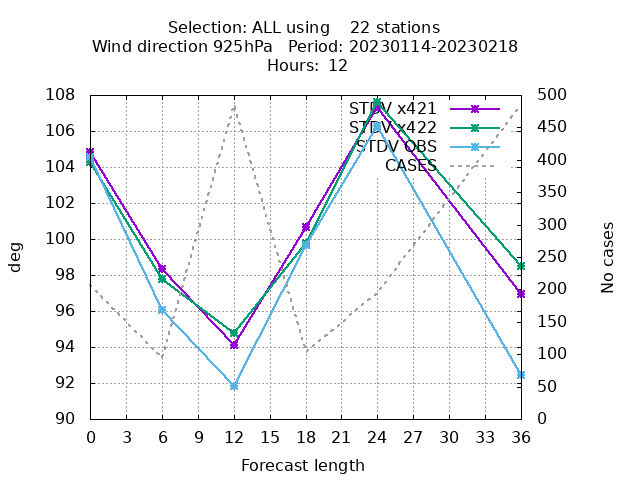 Selection: ALL using    22 stations
Wind direction 925hPa   Period: 20230114-20230218
Hours: 12
108 500
STDV x421
STDV x422
STDV OBS
CASES
106 450
104 400
102 350
100 300
98 250
96 200
94 150
92 100
90 50
0
deg
No cases
0 3 6 9 12 15 18 21 24 27 30 33 36
Forecast length